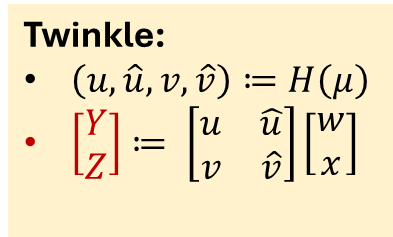 Twinkle:
• (u, û, v, v̂) ≔ H(μ)
• [Y Z] ≔ [u û v v̂] [w x]